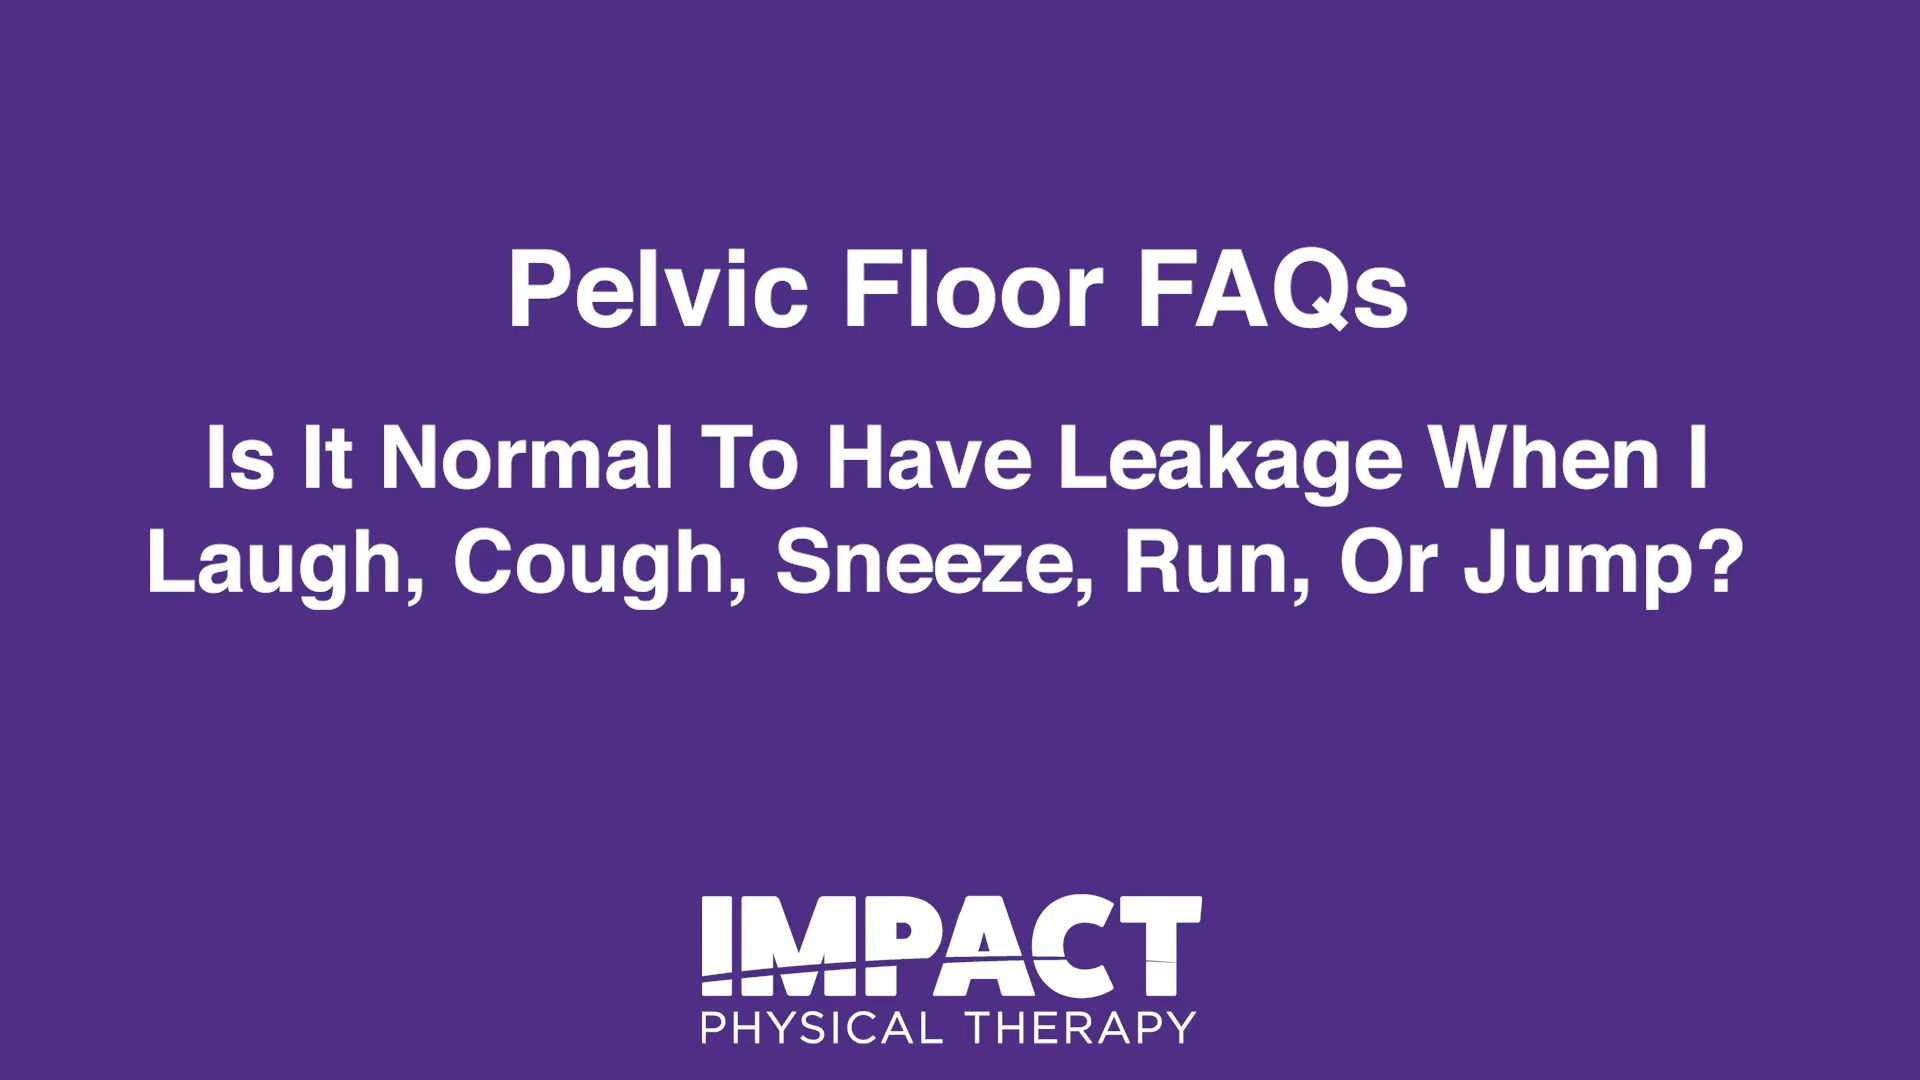 Pelvic Floor FAQs
Is It Normal To Have Leakage When I
Laugh, Cough, Sneeze, Run, Or Jump?
IMPACT
PHYSICAL THERAPY